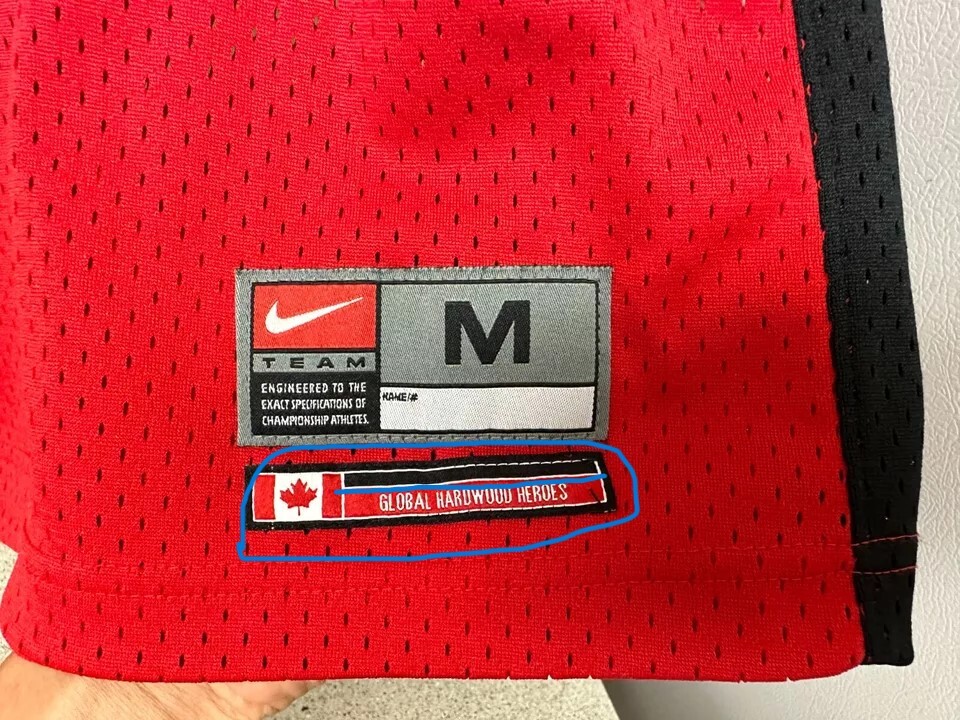 M
TEAM
ENGINEERED TO THE
EXACT SPECIFICATIONS OF
CHAMPIONSHIP ATHLETES.
NAME/#
GLOBAL HARDWOOD HEROES